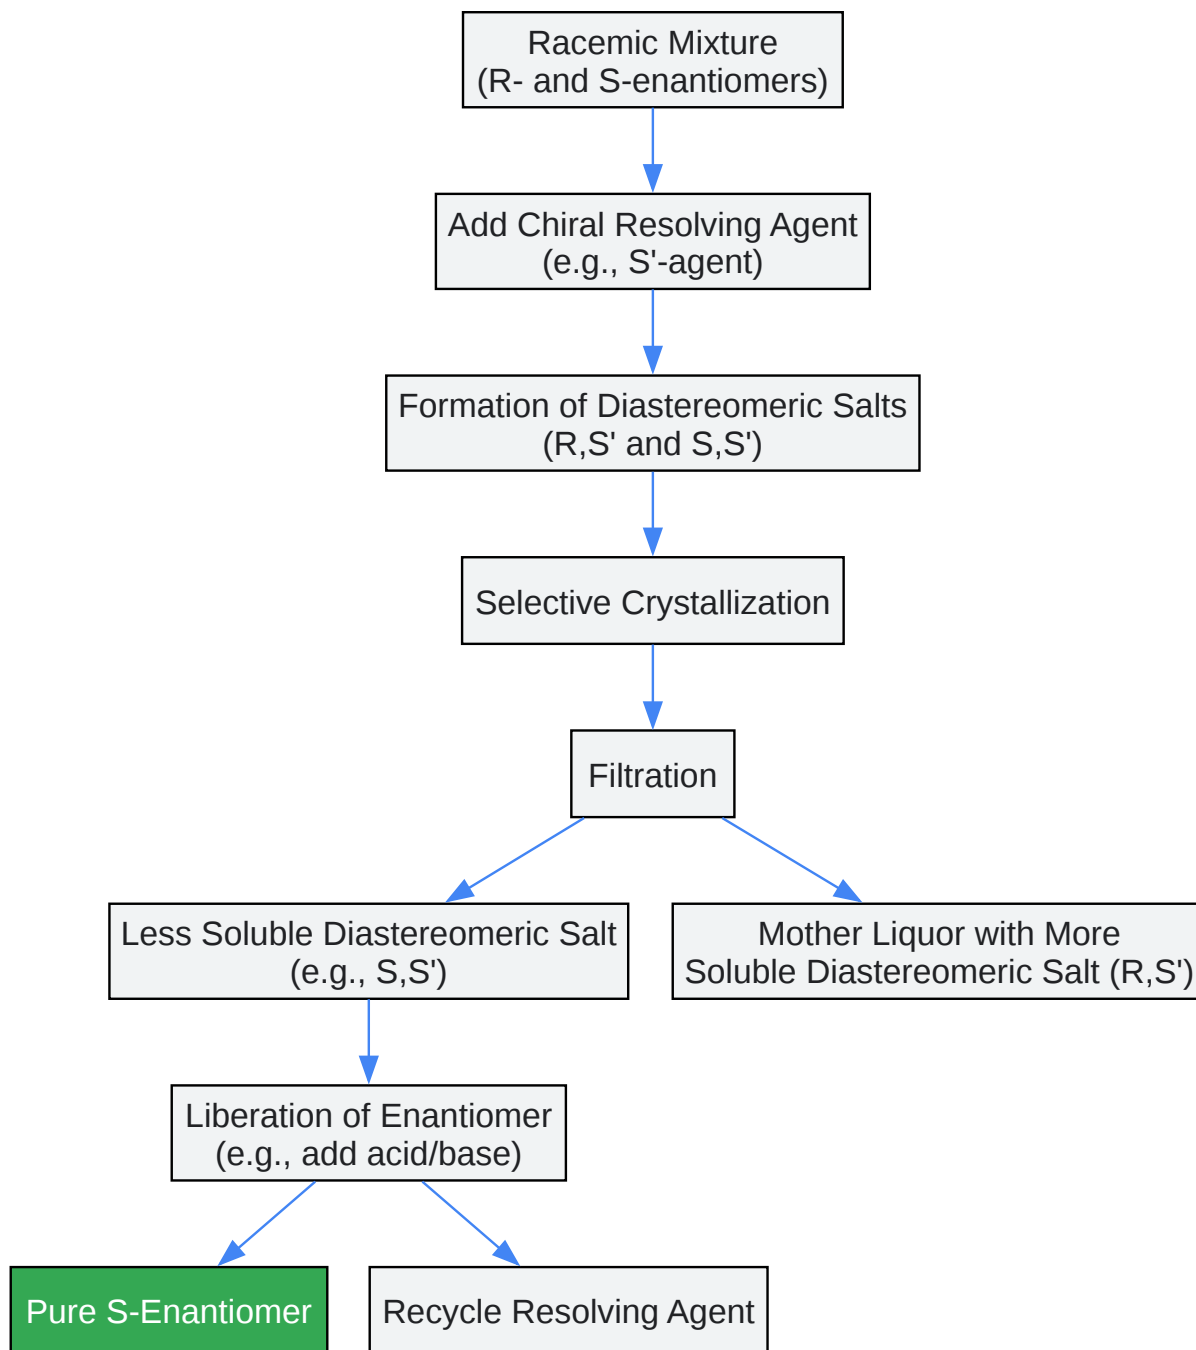 Racemic Mixture
(R- and S-enantiomers)
Add Chiral Resolving Agent
(e.g., S'-agent)
Formation of Diastereomeric Salts
(R,S' and S,S')
Selective Crystallization
Filtration
Less Soluble Diastereomeric Salt
(e.g., S,S')
Mother Liquor with More
Soluble Diastereomeric Salt (R,S')
Liberation of Enantiomer
(e.g., add acid/base)
Pure S-Enantiomer
Recycle Resolving Agent